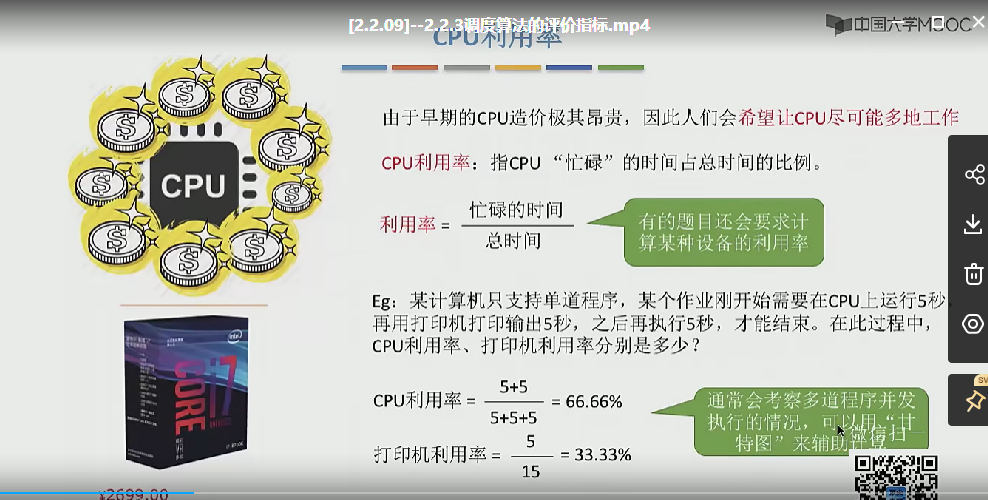 [2.2.09]--2.2.3调度算法的评价指标.mp4
中国大学MOOC
CPU利用率
由于早期的CPU造价极其昂贵，因此人们会希望让CPU尽可能多地工作
CPU利用率：指CPU “忙碌”的时间占总时间的比例。
利用率 = 忙碌的时间
总时间
有的题目还会要求计
算某种设备的利用率
CPU
Eg：某计算机只支持单道程序，某个作业刚开始需要在CPU上运行5秒，
再用打印机打印输出5秒，之后再执行5秒，才能结束。在此过程中，
CPU利用率、打印机利用率分别是多少？
CPU利用率 = 5+5
5+5+5
= 66.66%
打印机利用率 = 5
15
= 33.33%
通常会考察多道程序并发
执行的情况，可以用“甘
特图”来辅助计算
微信扫一
intel
CORE
i7
¥2699.00
SV